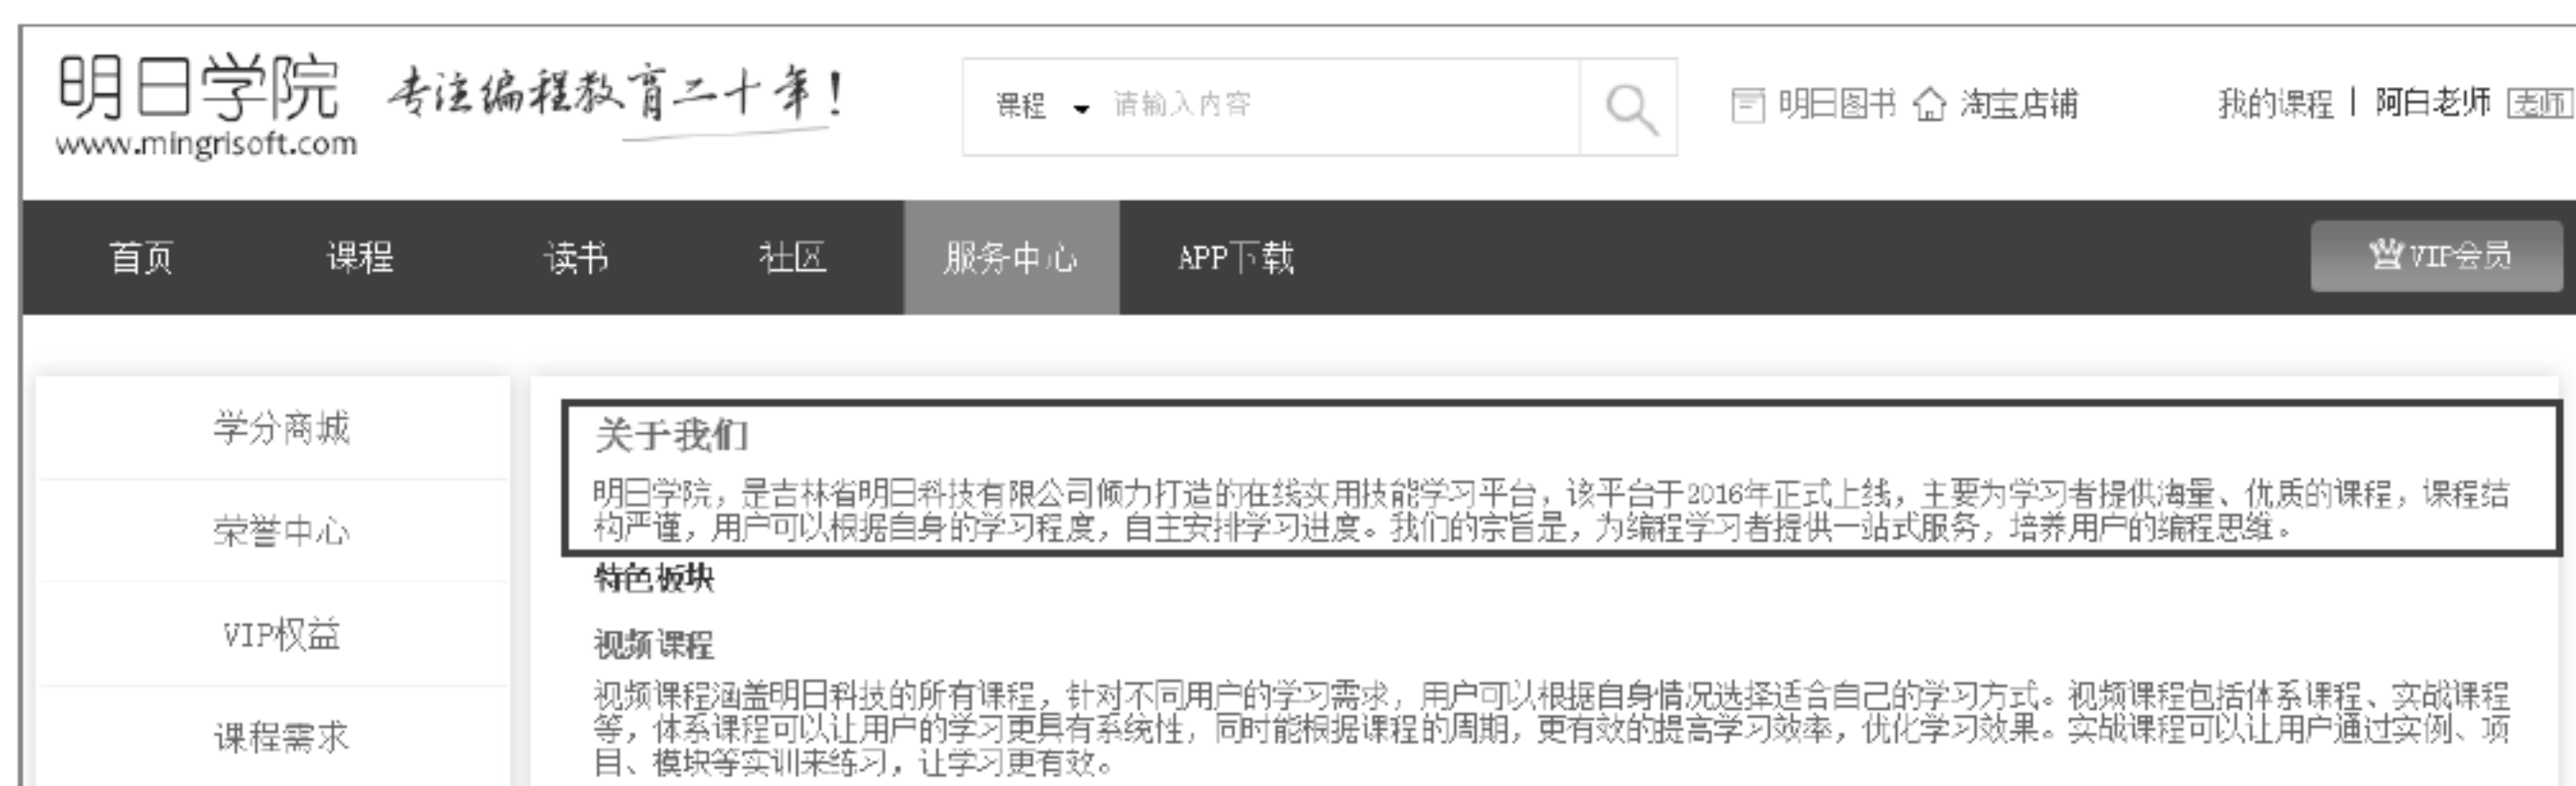 明日学院
www.mingrisoft.com
专注编程教育二十年！
课程 请输入内容
明日图书 淘宝店铺
我的课程 | 阿白老师 老师
首页 课程 读书 社区 服务中心 APP下载 VIP会员
学分商城
荣誉中心
VIP权益
课程需求
关于我们
明日学院，是吉林省明日科技有限公司倾力打造的在线实用技能学习平台，该平台于2016年正式上线，主要为学习者提供海量、优质的课程，课程结
构严谨，用户可以根据自身的学习程度，自主安排学习进度。我们的宗旨是，为编程学习者提供一站式服务，培养用户的编程思维。
特色板块
视频课程
视频课程涵盖明日科技的所有课程，针对不同用户的学习需求，用户可以根据自身情况选择适合自己的学习方式。视频课程包括体系课程、实战课程
等，体系课程可以让用户的学习更具有系统性，同时能根据课程的周期，更有效的提高学习效率，优化学习效果。实战课程可以让用户通过实例、项
目、模块等实训来练习，让学习更有效。